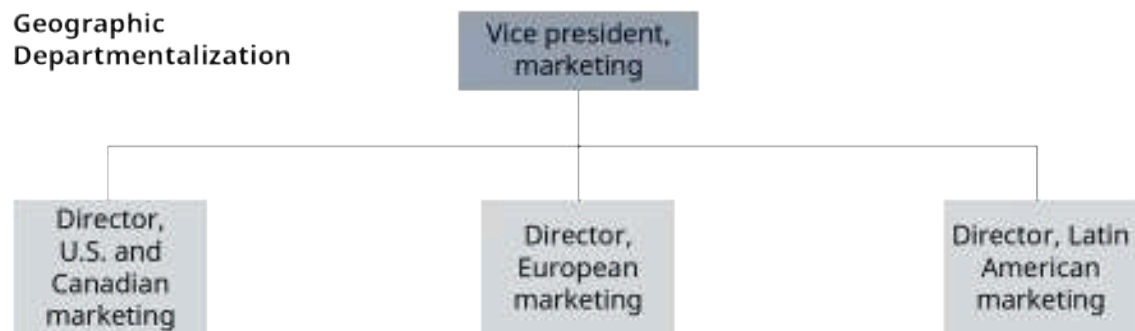 Geographic
Departmentalization
Vice president,
marketing
Director,
U.S. and
Canadian
marketing
Director,
European
marketing
Director, Latin
American
marketing